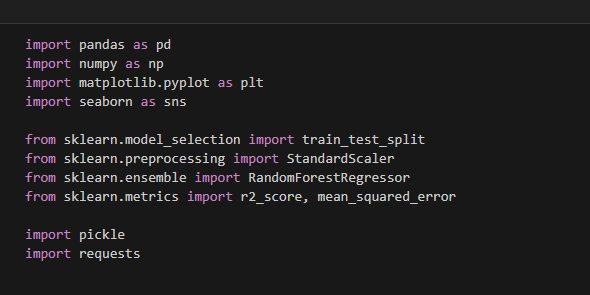 import pandas as pd
import numpy as np
import matplotlib.pyplot as plt
import seaborn as sns
from sklearn.model_selection import train_test_split
from sklearn.preprocessing import StandardScaler
from sklearn.ensemble import RandomForestRegressor
from sklearn.metrics import r2_score, mean_squared_error
import pickle
import requests